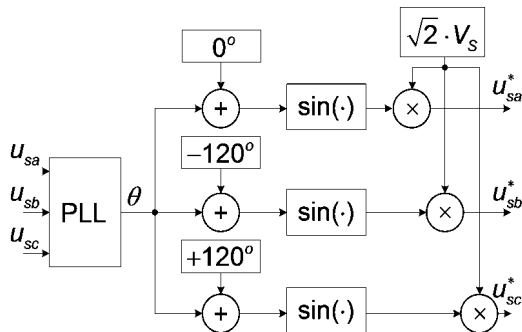 0° √2 · V_S
+ sin(·) × u*_sa
−120°
u_sa
u_sb PLL θ + sin(·) × u*_sb
u_sc
+120°
+ sin(·) × u*_sc